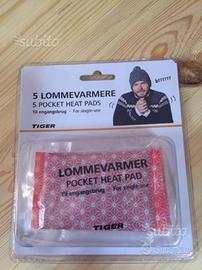 subito
brrrrrr
5 LOMMEVARMERE
5 POCKET HEAT PADS
Til engangsbrug · For single-use
TIGER
LOMMEVARMER
POCKET HEAT PAD
Til engangsbrug · For single-use
TIGER
subito